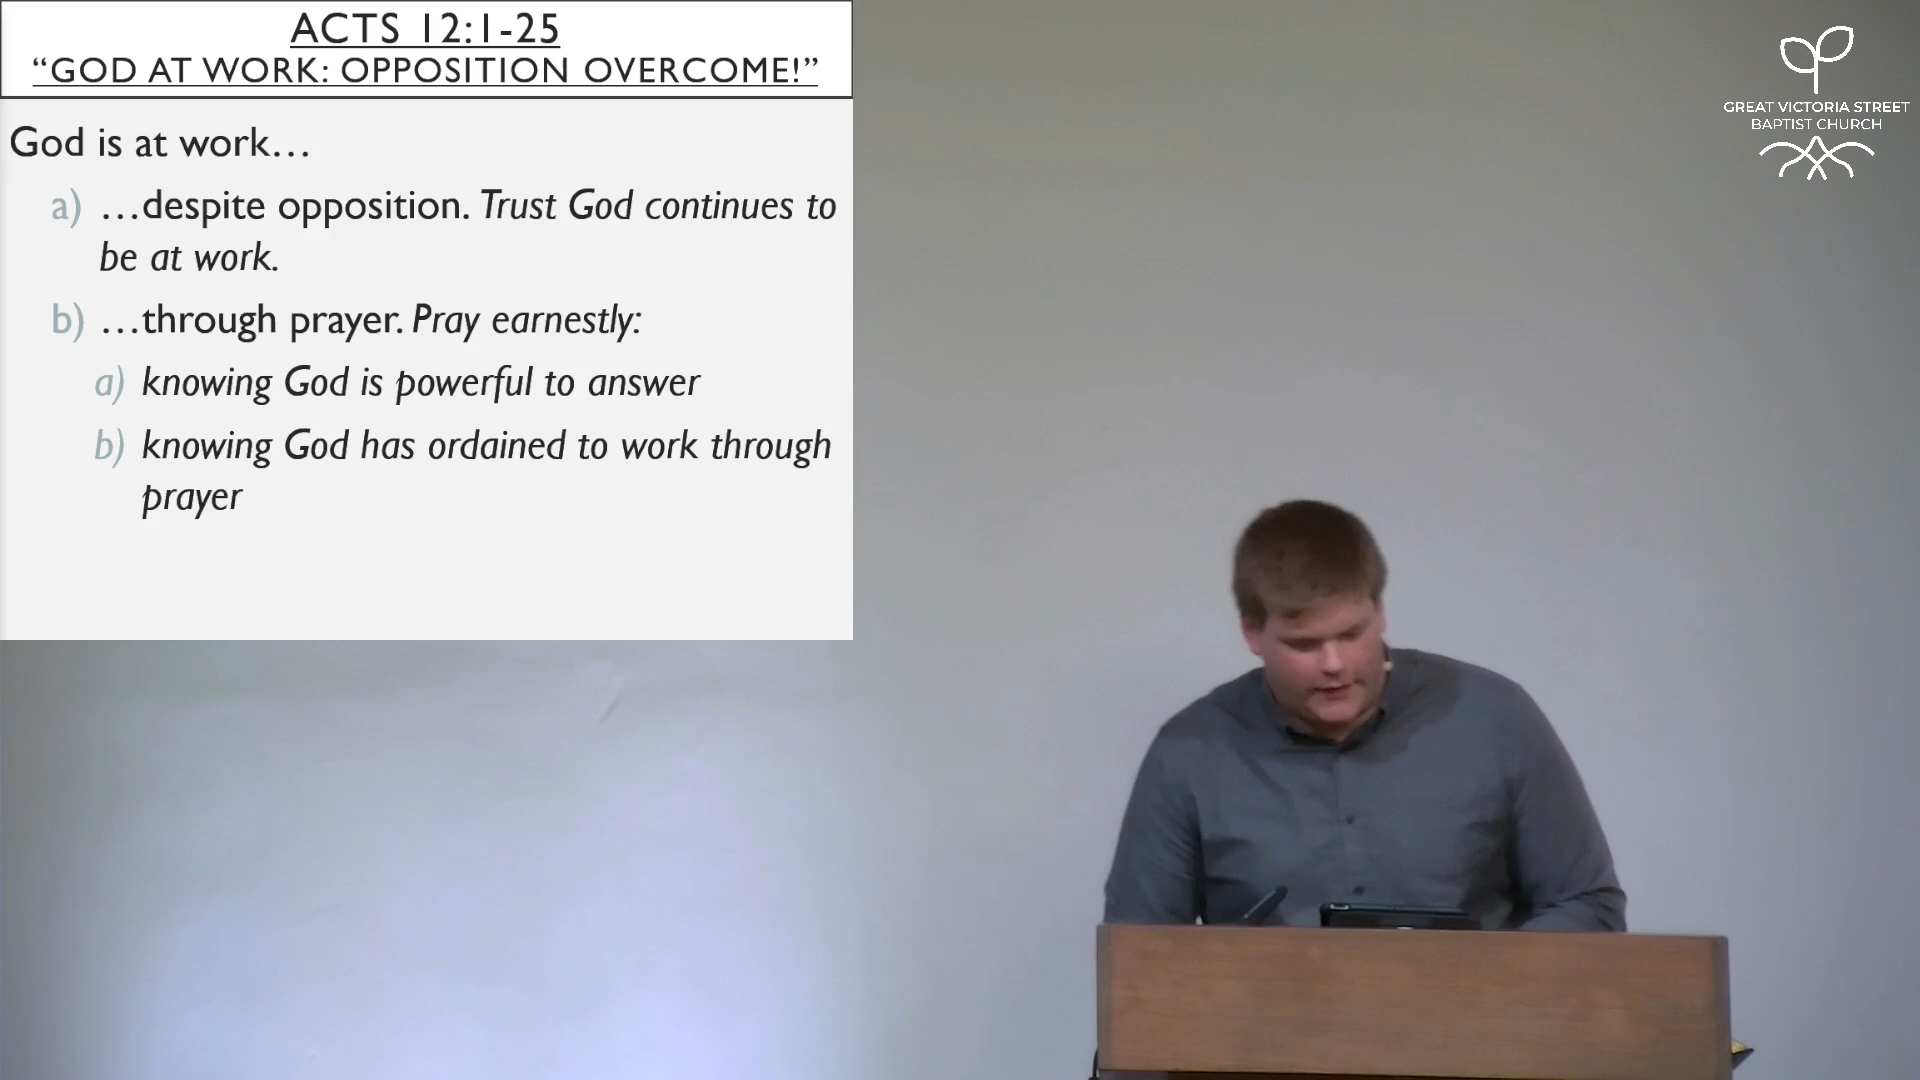 ACTS 12:1-25
“GOD AT WORK: OPPOSITION OVERCOME!”
God is at work…
a) …despite opposition. Trust God continues to
be at work.
b) …through prayer. Pray earnestly:
a) knowing God is powerful to answer
b) knowing God has ordained to work through
prayer
GREAT VICTORIA STREET
BAPTIST CHURCH